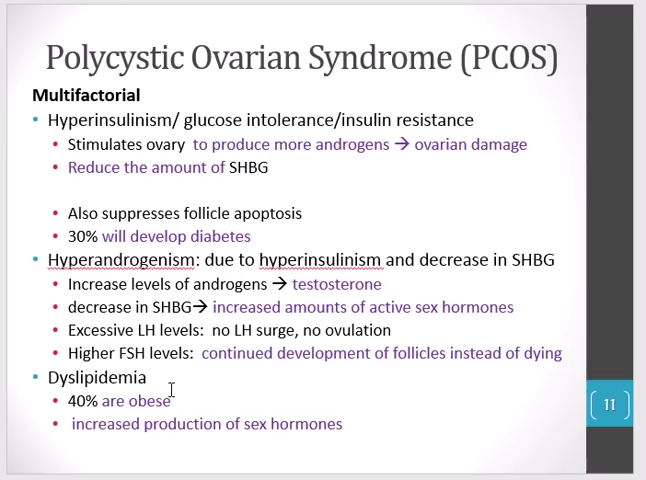 Polycystic Ovarian Syndrome (PCOS)
Multifactorial
• Hyperinsulinism/ glucose intolerance/insulin resistance
• Stimulates ovary to produce more androgens → ovarian damage
• Reduce the amount of SHBG
• Also suppresses follicle apoptosis
• 30% will develop diabetes
• Hyperandrogenism: due to hyperinsulinism and decrease in SHBG
• Increase levels of androgens → testosterone
• decrease in SHBG→ increased amounts of active sex hormones
• Excessive LH levels: no LH surge, no ovulation
• Higher FSH levels: continued development of follicles instead of dying
• Dyslipidemia
• 40% are obese
• increased production of sex hormones
11